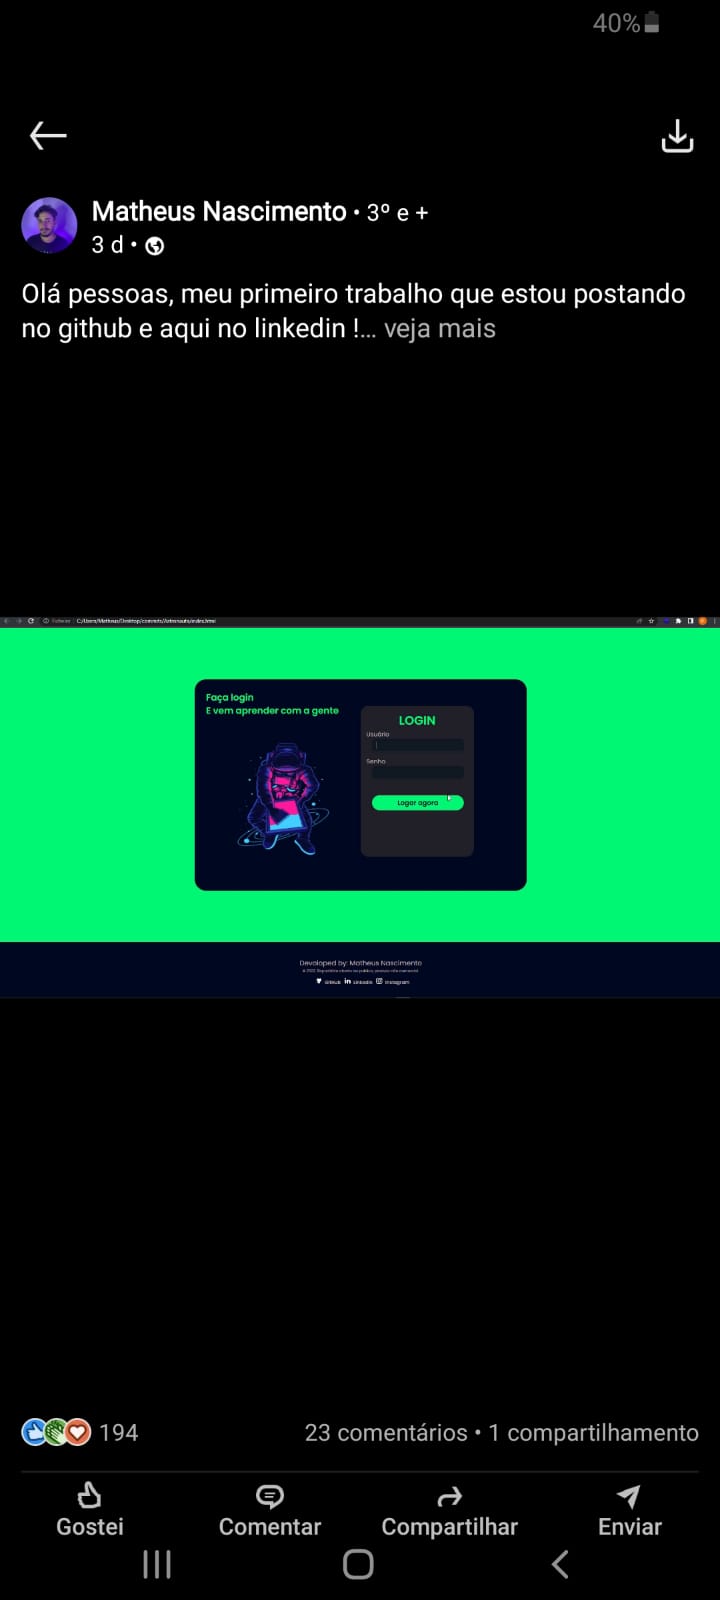 40%
Matheus Nascimento • 3º e +
3 d •
Olá pessoas, meu primeiro trabalho que estou postando
no github e aqui no linkedin !... veja mais
Faça login
E vem aprender com a gente
LOGIN
Usuário
Senha
Logar agora
Developed by: Matheus Nascimento
Github Linkedin Instagram
194
23 comentários • 1 compartilhamento
Gostei
Comentar
Compartilhar
Enviar